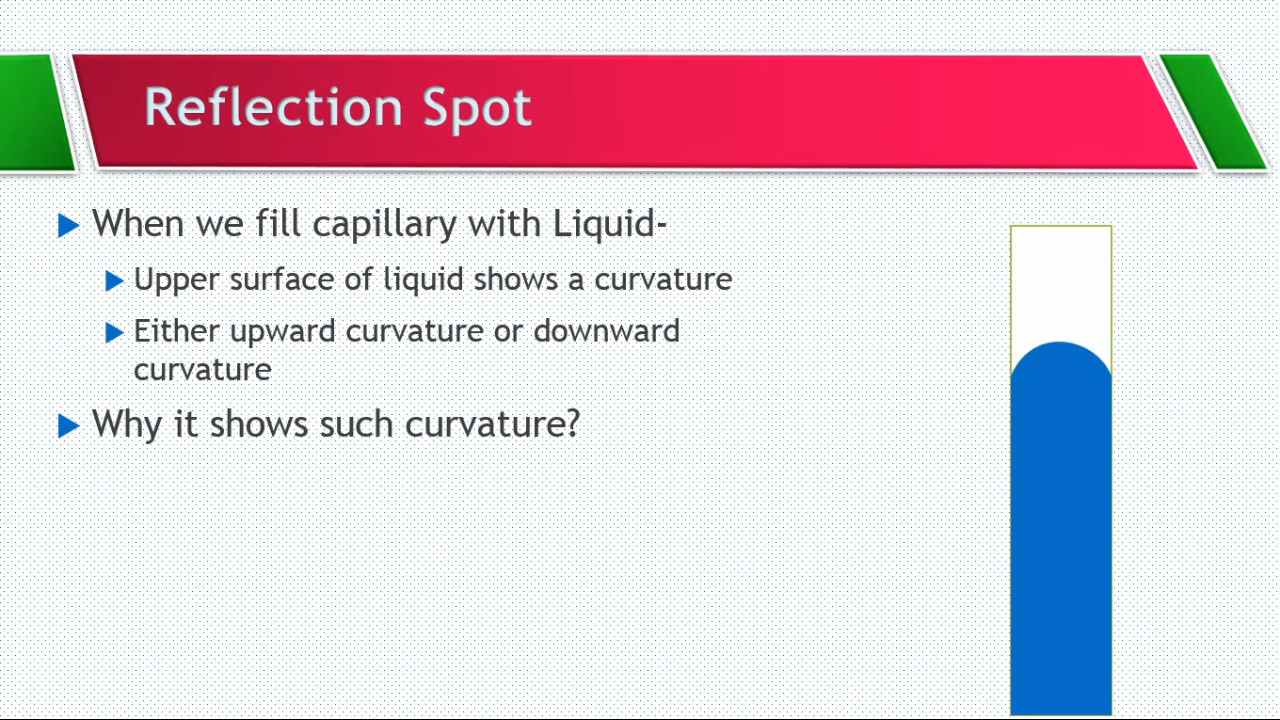 Reflection Spot
When we fill capillary with Liquid-
Upper surface of liquid shows a curvature
Either upward curvature or downward
curvature
Why it shows such curvature?